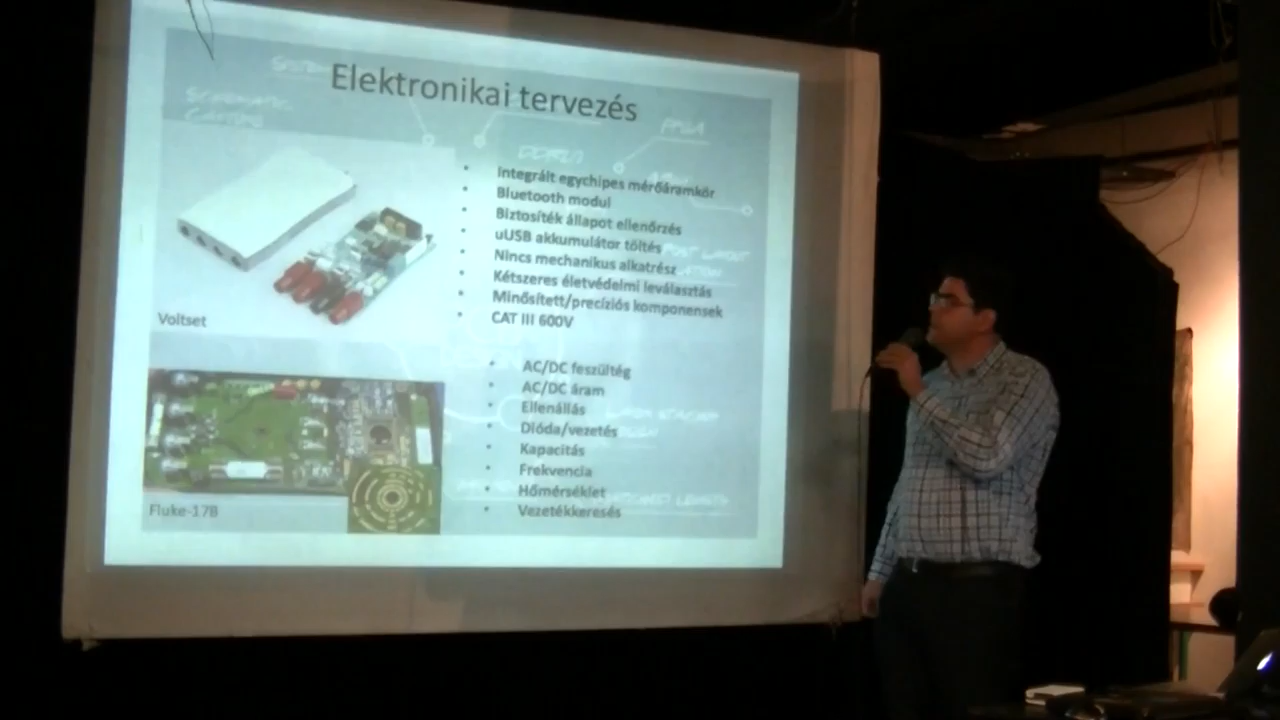 Elektronikai tervezés
Integrált egychipes mérőáramkör
Bluetooth modul
Biztosíték állapot ellenőrzés
uUSB akkumulátor töltés
Nincs mechanikus alkatrész
Kétszeres életvédelmi leválasztás
Minősített/precíziós komponensek
CAT III 600V
Voltset
AC/DC feszültég
AC/DC áram
Ellenállás
Dióda/vezetés
Kapacitás
Frekvencia
Hőmérséklet
Vezetékkeresés
Fluke-17B